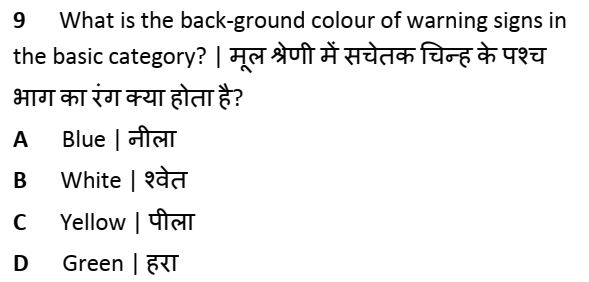 9 What is the back-ground colour of warning signs in
the basic category? | मूल श्रेणी में सचेतक चिन्ह के पश्च
भाग का रंग क्या होता है?
A Blue | नीला
B White | श्वेत
C Yellow | पीला
D Green | हरा